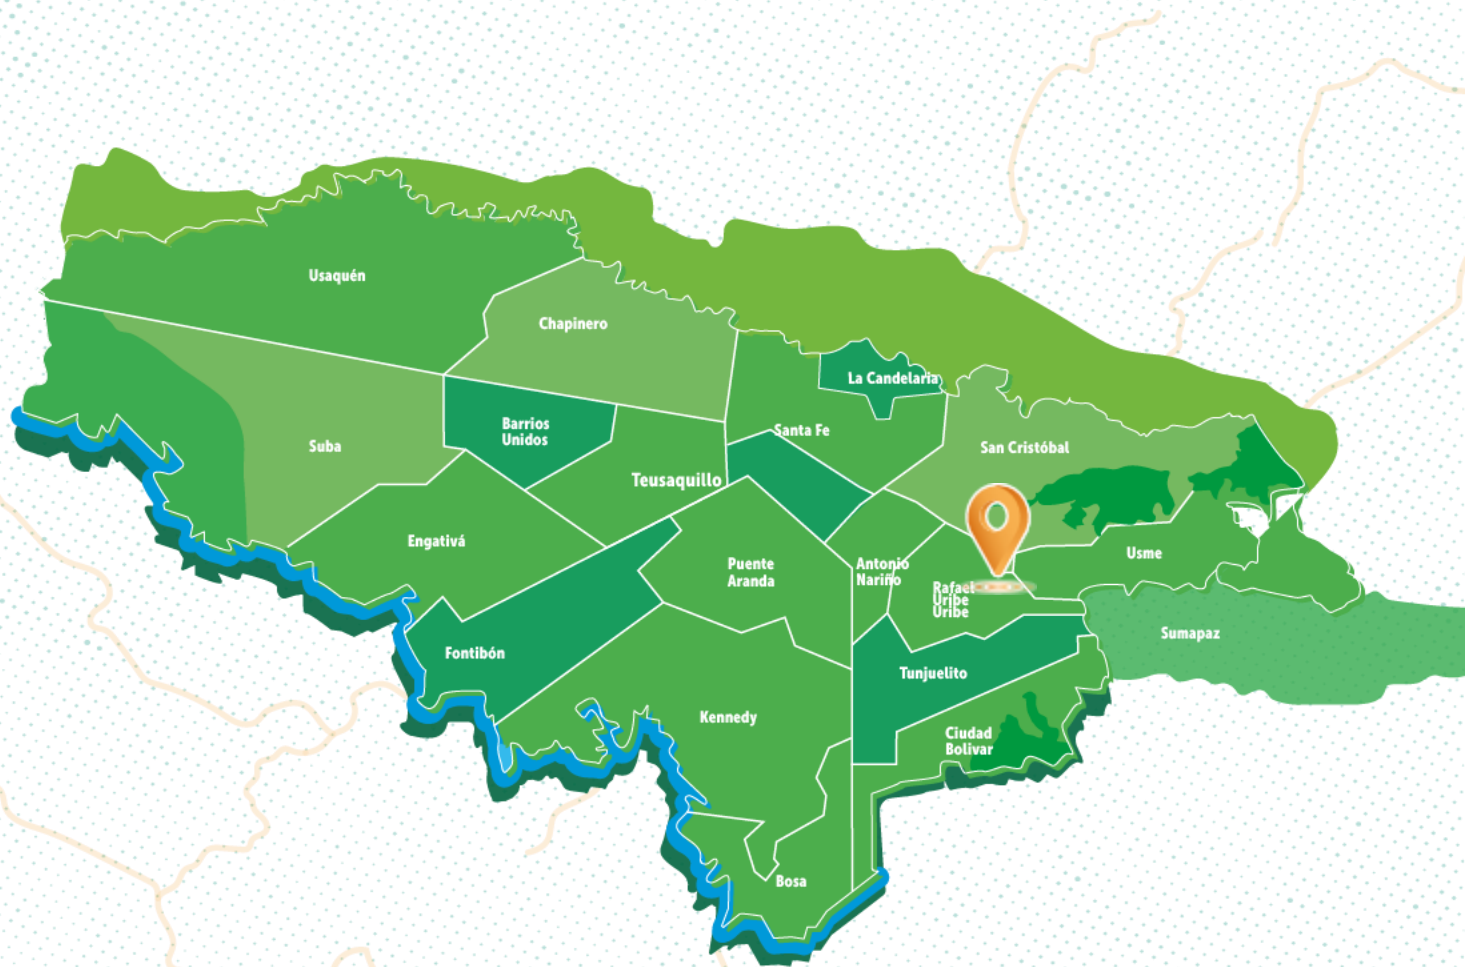 Usaquén
Chapinero
La Candelaria
Barrios
Unidos
Santa Fe
Suba
San Cristóbal
Teusaquillo
Engativá
Puente
Aranda
Antonio
Nariño
Usme
Rafael
Uribe
Uribe
Sumapaz
Fontibón
Tunjuelito
Kennedy
Ciudad
Bolivar
Bosa